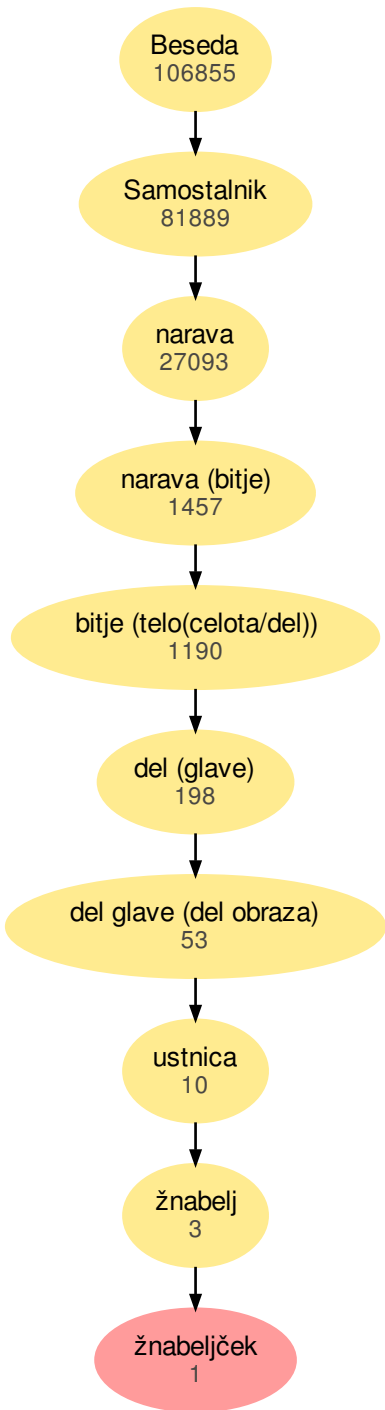 Beseda
106855
Samostalnik
81889
narava
27093
narava (bitje)
1457
bitje (telo(celota/del))
1190
del (glave)
198
del glave (del obraza)
53
ustnica
10
žnabelj
3
žnabeljček
1